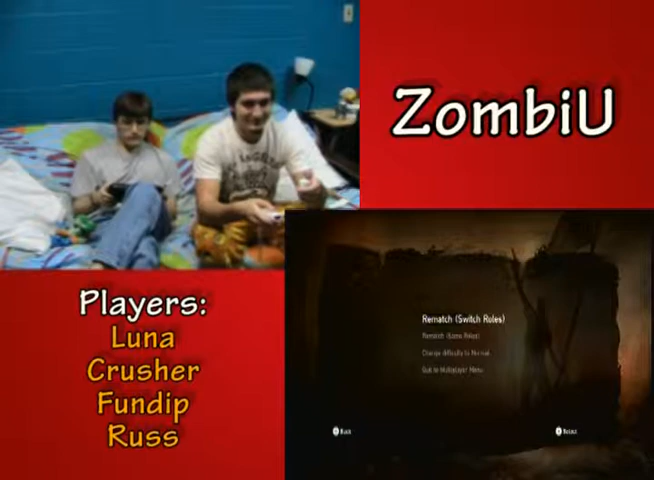 ZombiU
Players:
Luna
Crusher
Fundip
Russ
Rematch (Switch Roles)
Rematch (Same Roles)
Change difficulty to Normal
Quit to Multiplayer Menu
Back
Select